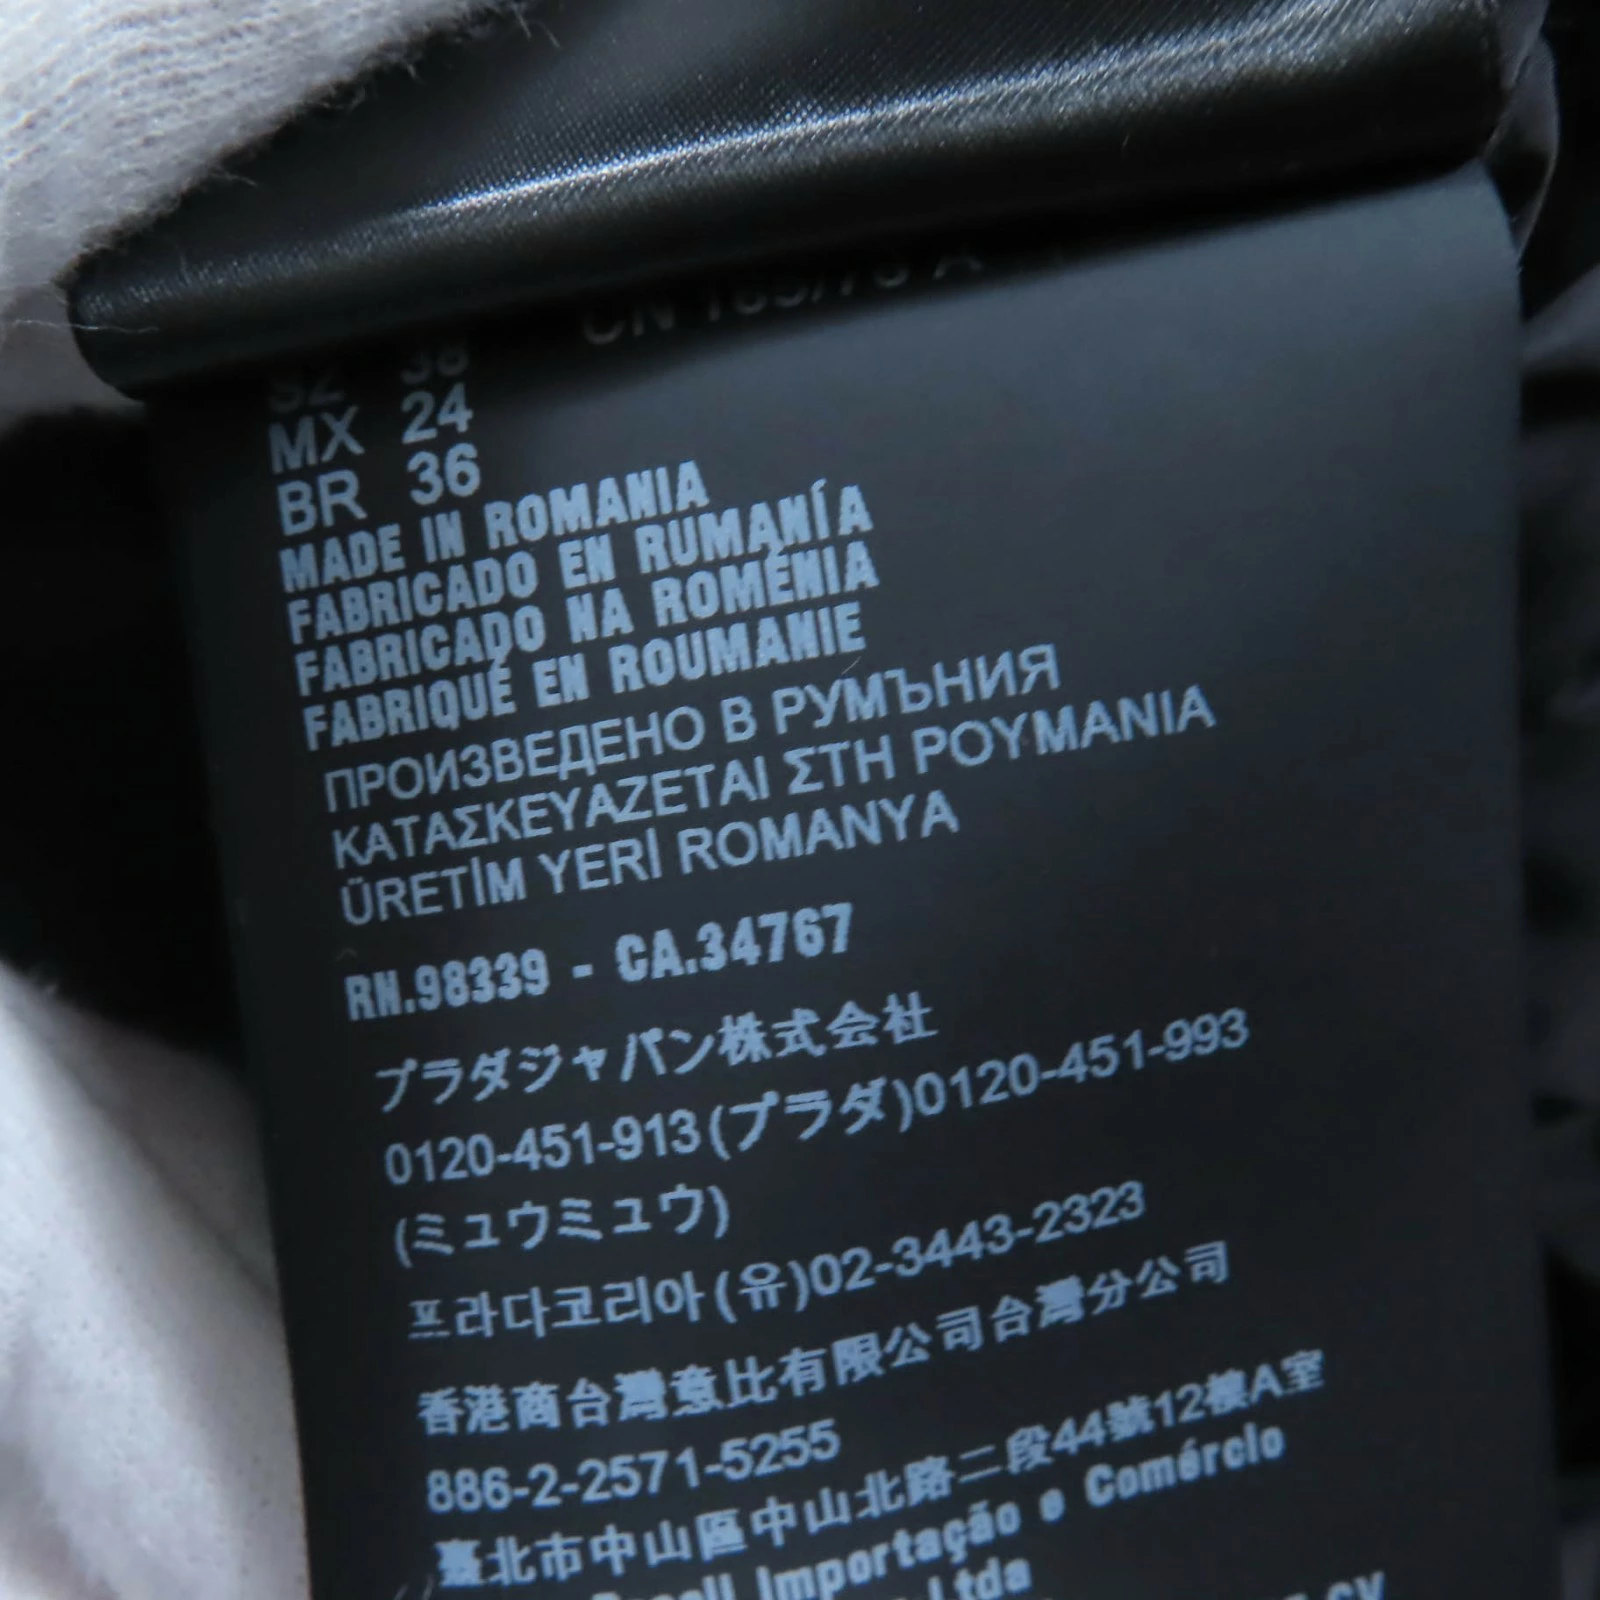 MX 24
BR 36
MADE IN ROMANIA
FABRICADO EN RUMANÍA
FABRICADO NA ROMÉNIA
FABRIQUÉ EN ROUMANIE
ПРОИЗВЕДЕНО В РУМЪНИЯ
ΚΑΤΑΣΚΕΥΑΖΕΤΑΙ ΣΤΗ ΡΟΥΜΑΝΙΑ
ÜRETİM YERİ ROMANYA
RN.98339 - CA.34767
プラダジャパン株式会社
0120-451-913(プラダ)0120-451-993
(ミュウミュウ)
프라다코리아(유)02-3443-2323
香港商台灣意比有限公司台灣分公司
886-2-2571-5255
臺北市中山區中山北路二段44號12樓A室
Importação e Comércio
Ltda